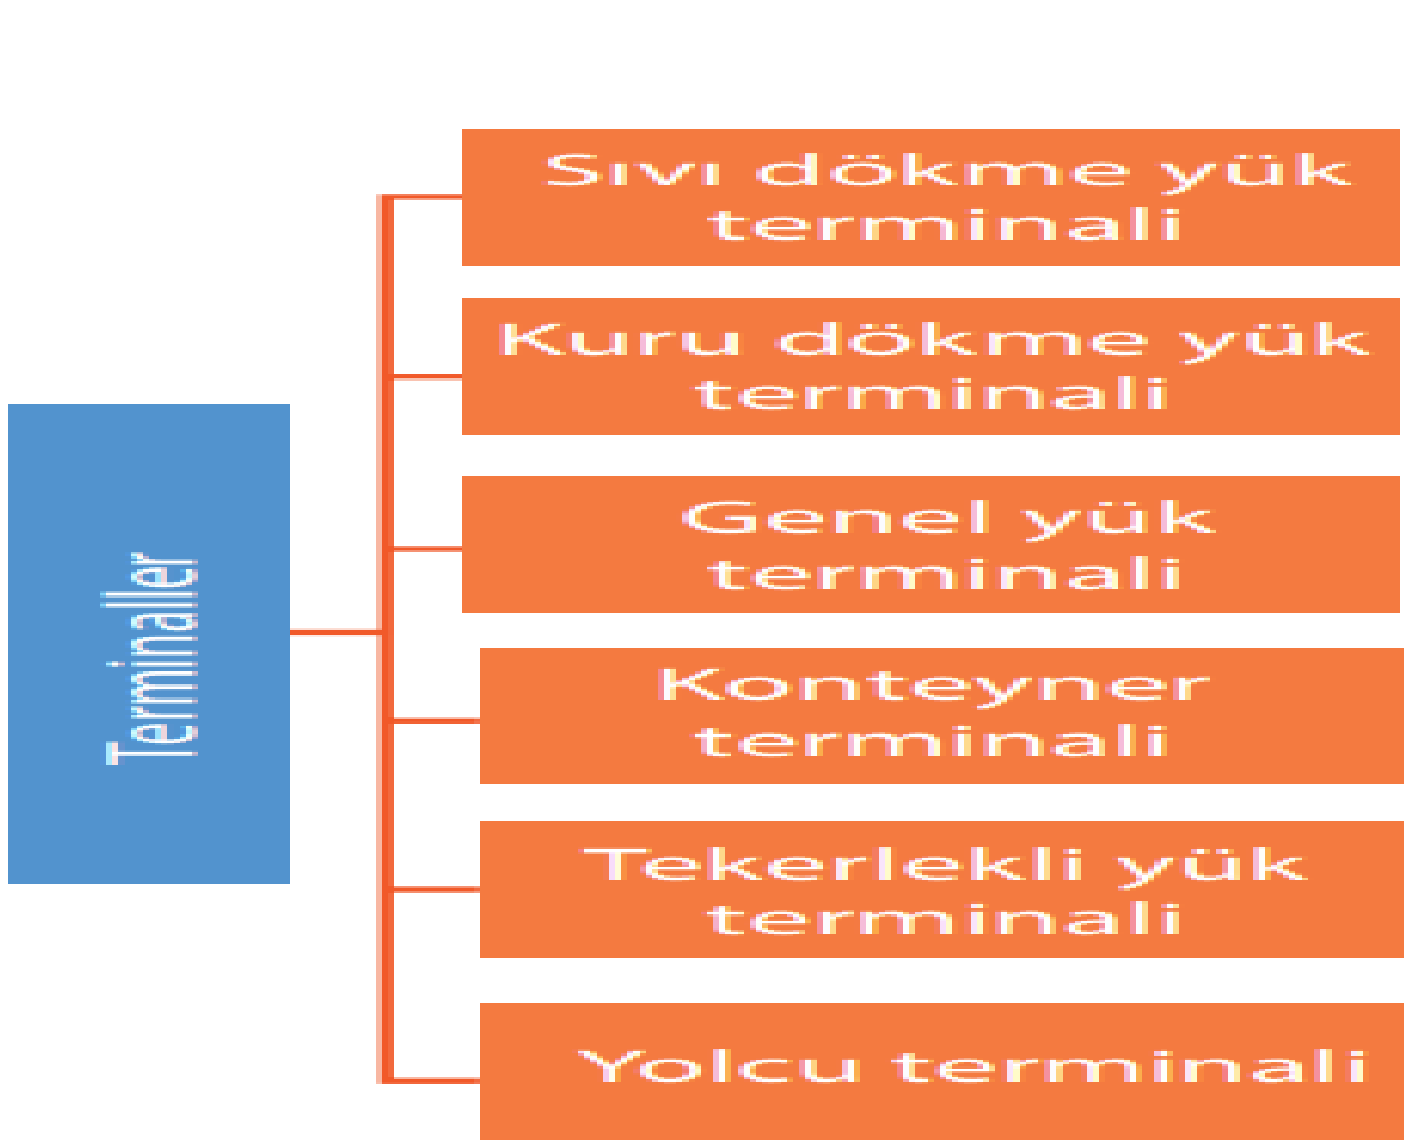 Terminaller
Sıvı dökme yük
terminali
Kuru dökme yük
terminali
Genel yük
terminali
Konteyner
terminali
Tekerlekli yük
terminali
Yolcu terminali